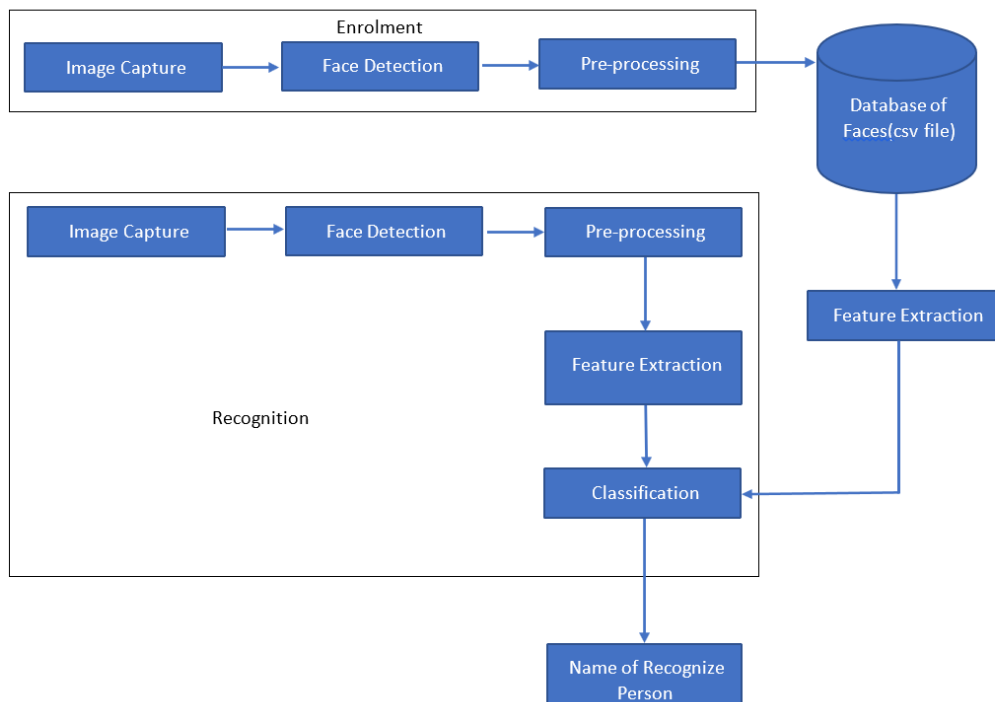 Enrolment
Image Capture
Face Detection
Pre-processing
Database of
Faces(csv file)
Image Capture
Face Detection
Pre-processing
Feature Extraction
Feature Extraction
Recognition
Classification
Name of Recognize
Person